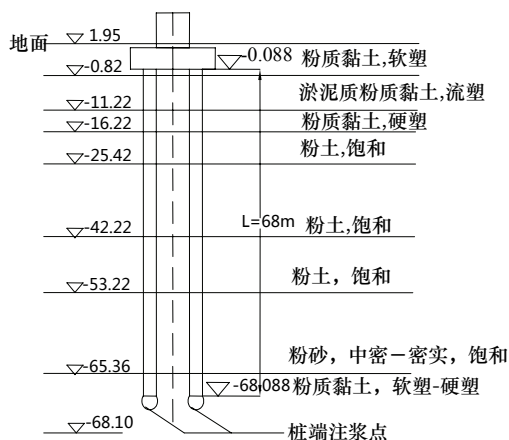 地面
1.95
-0.088
粉质黏土,软塑
-0.82
淤泥质粉质黏土,流塑
-11.22
粉质黏土,硬塑
-16.22
粉土,饱和
-25.42
L=68m
粉土,饱和
-42.22
粉土，饱和
-53.22
粉砂，中密－密实，饱和
-65.36
-68.088
粉质黏土，软塑-硬塑
-68.10
桩端注浆点